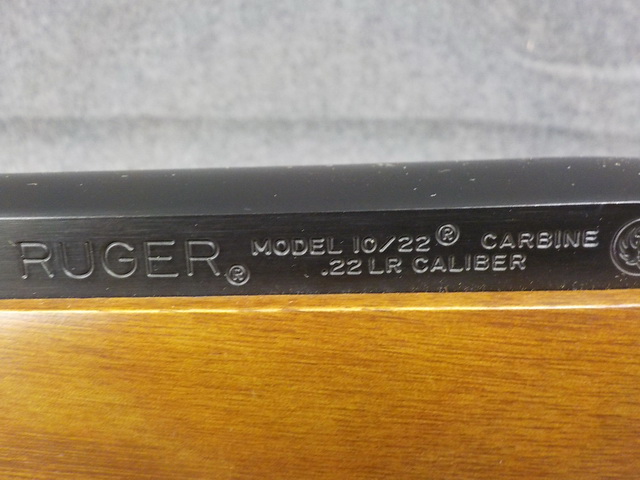 RUGER®
MODEL 10/22® CARBINE
.22 LR CALIBER